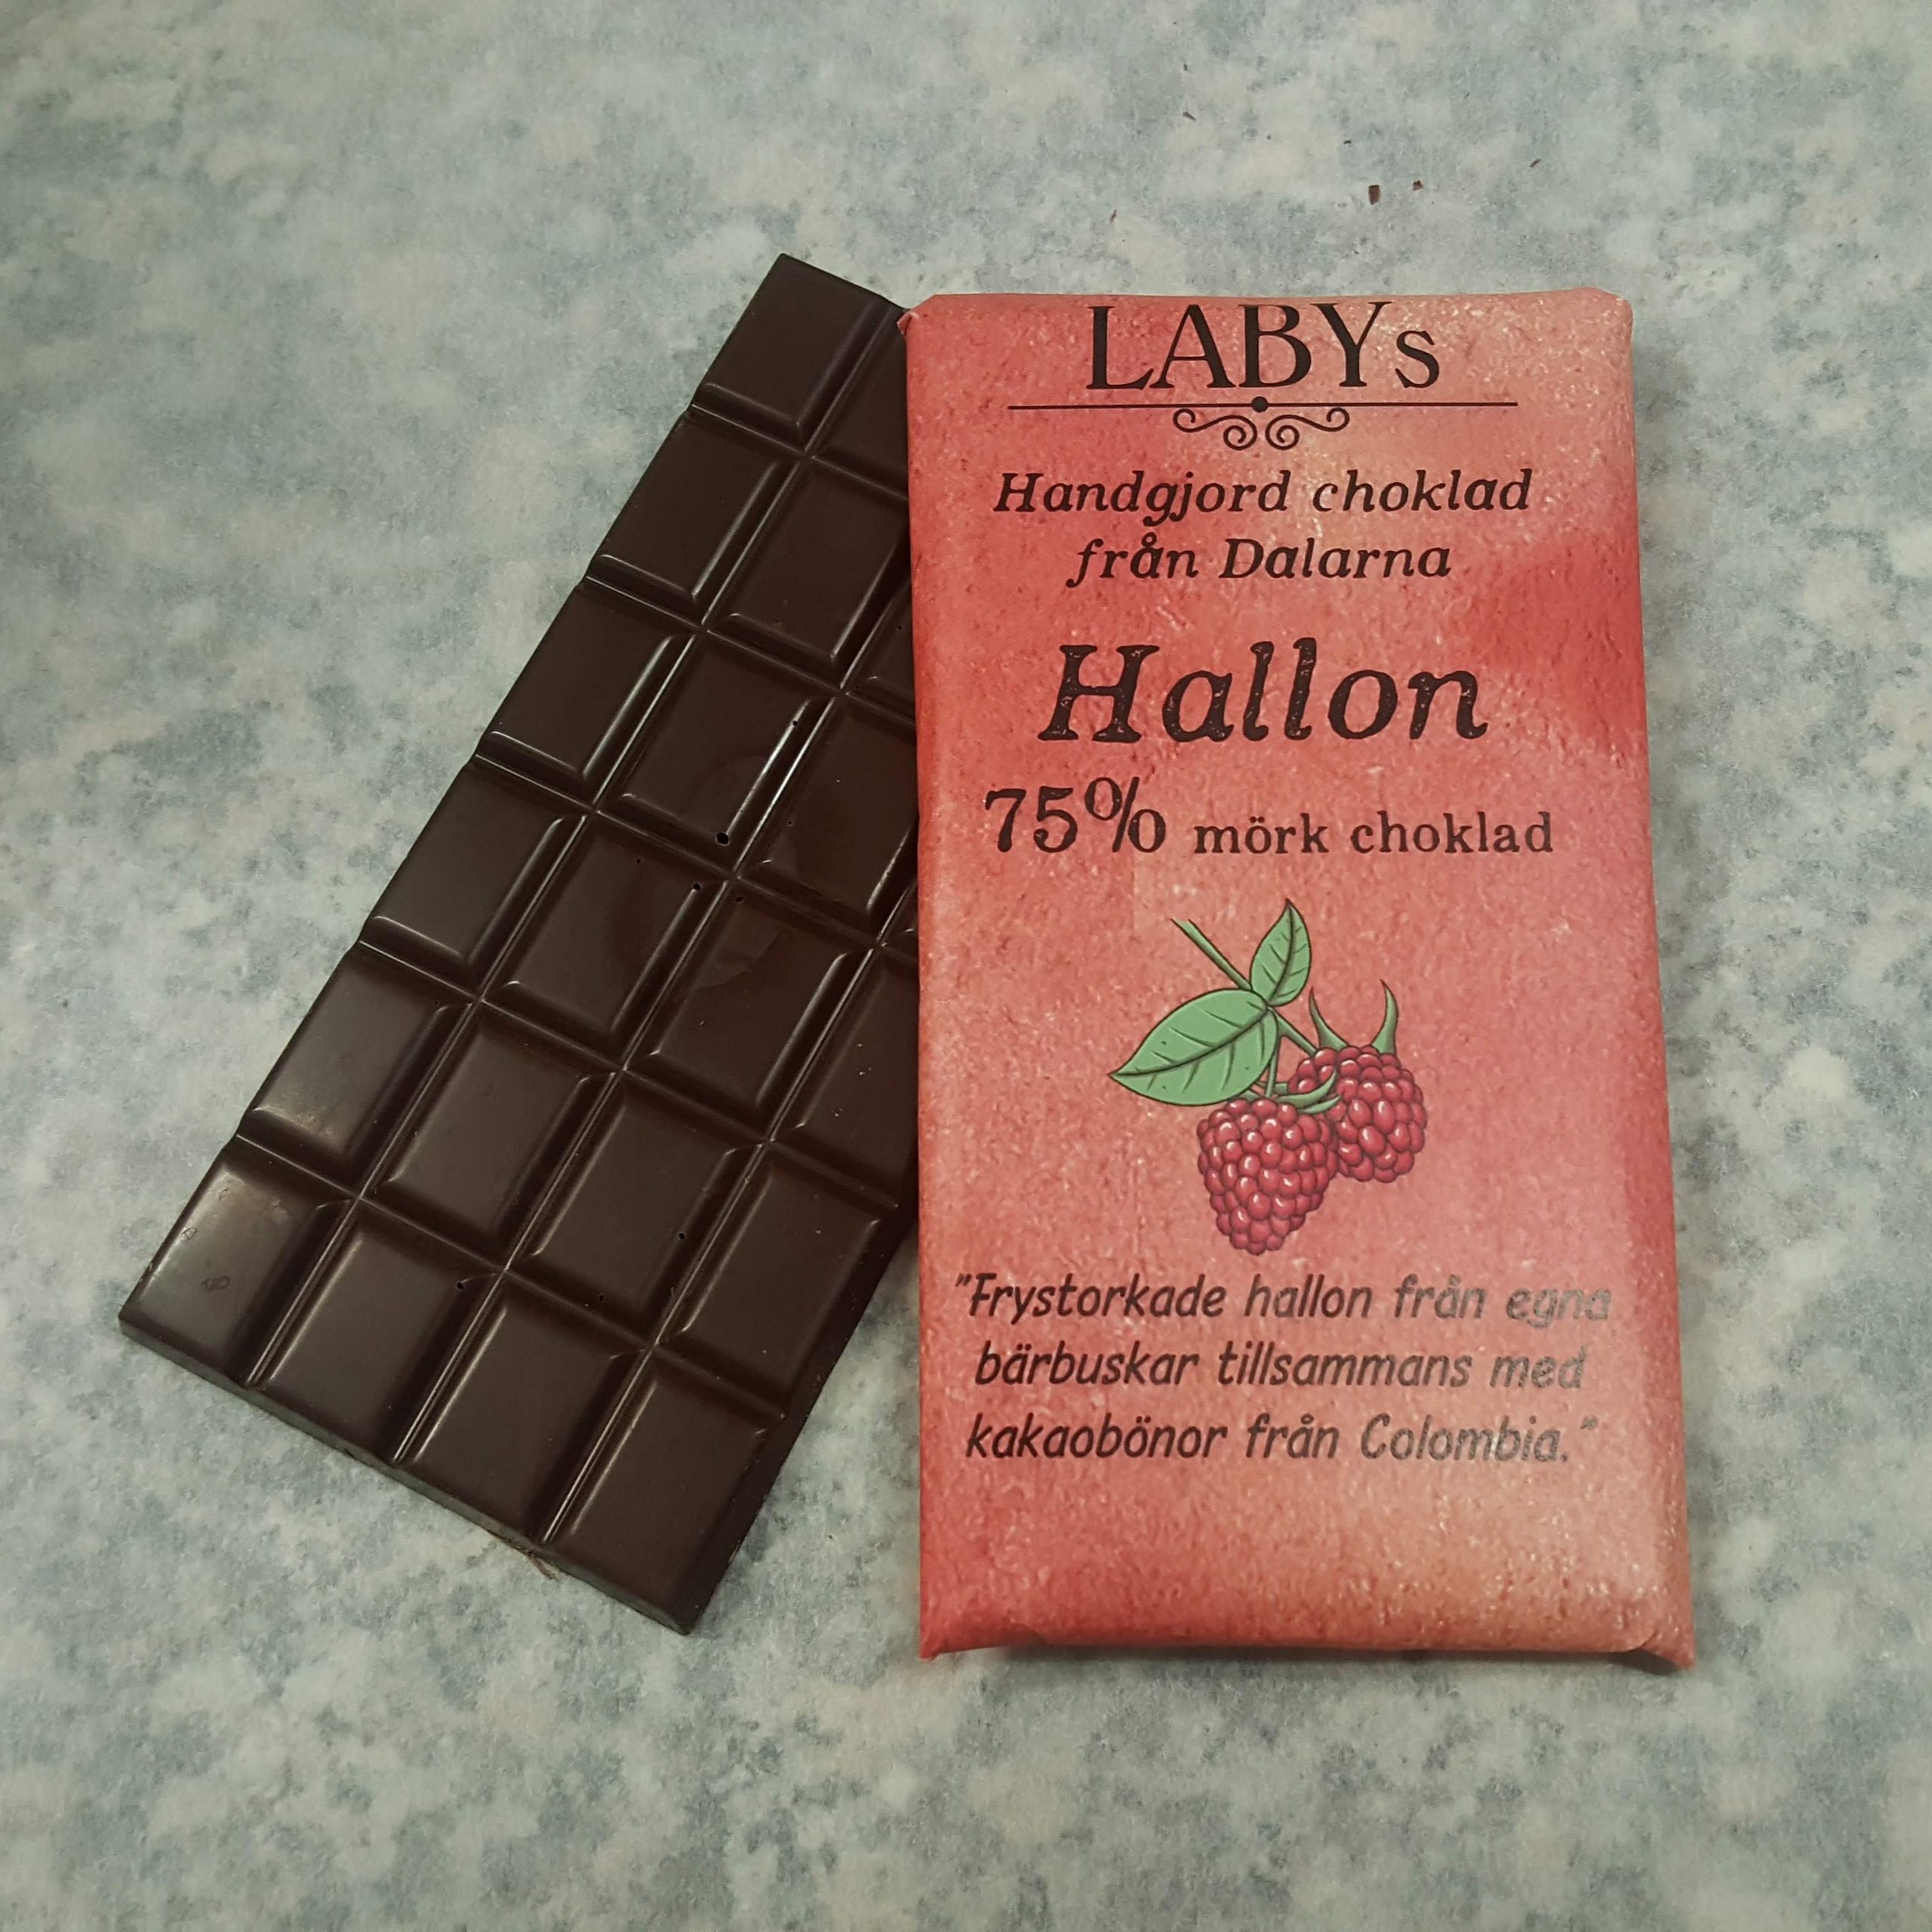 LABYs
Handgjord choklad
från Dalarna
Hallon
75% mörk choklad
"Frystorkade hallon från egna
bärbuskar tillsammans med
kakaobönor från Colombia."